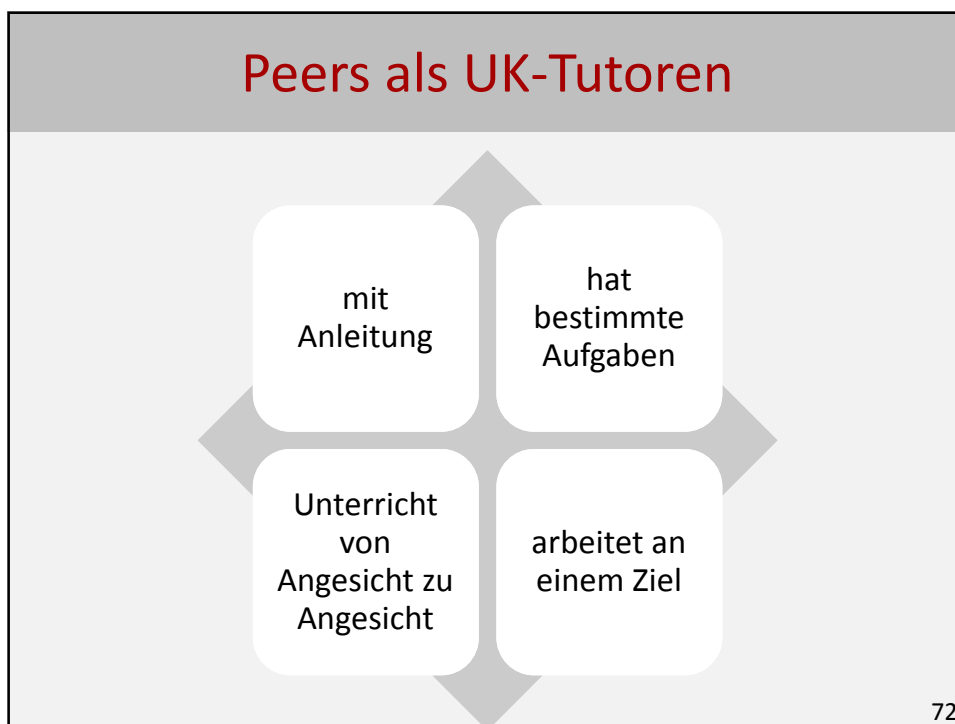 Peers als UK-Tutoren
mit
Anleitung
hat
bestimmte
Aufgaben
Unterricht
von
Angesicht zu
Angesicht
arbeitet an
einem Ziel
72